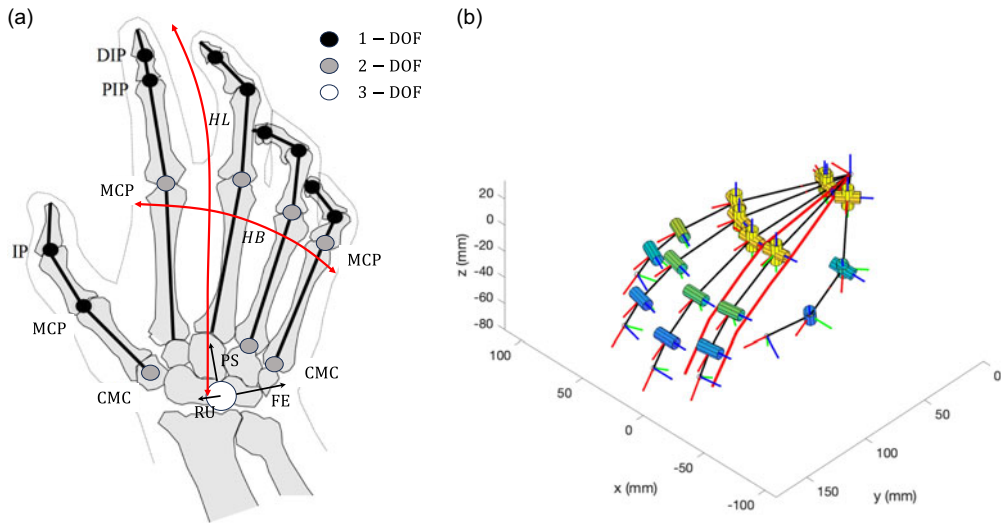 (a)
1 − DOF
2 − DOF
3 − DOF
DIP
PIP
HL
MCP
HB
MCP
IP
MCP
CMC
PS
CMC
FE
RU
(b)
20
0
-20
-40
-60
-80
z (mm)
100
50
0
-50
-100
x (mm)
0
50
100
150
y (mm)